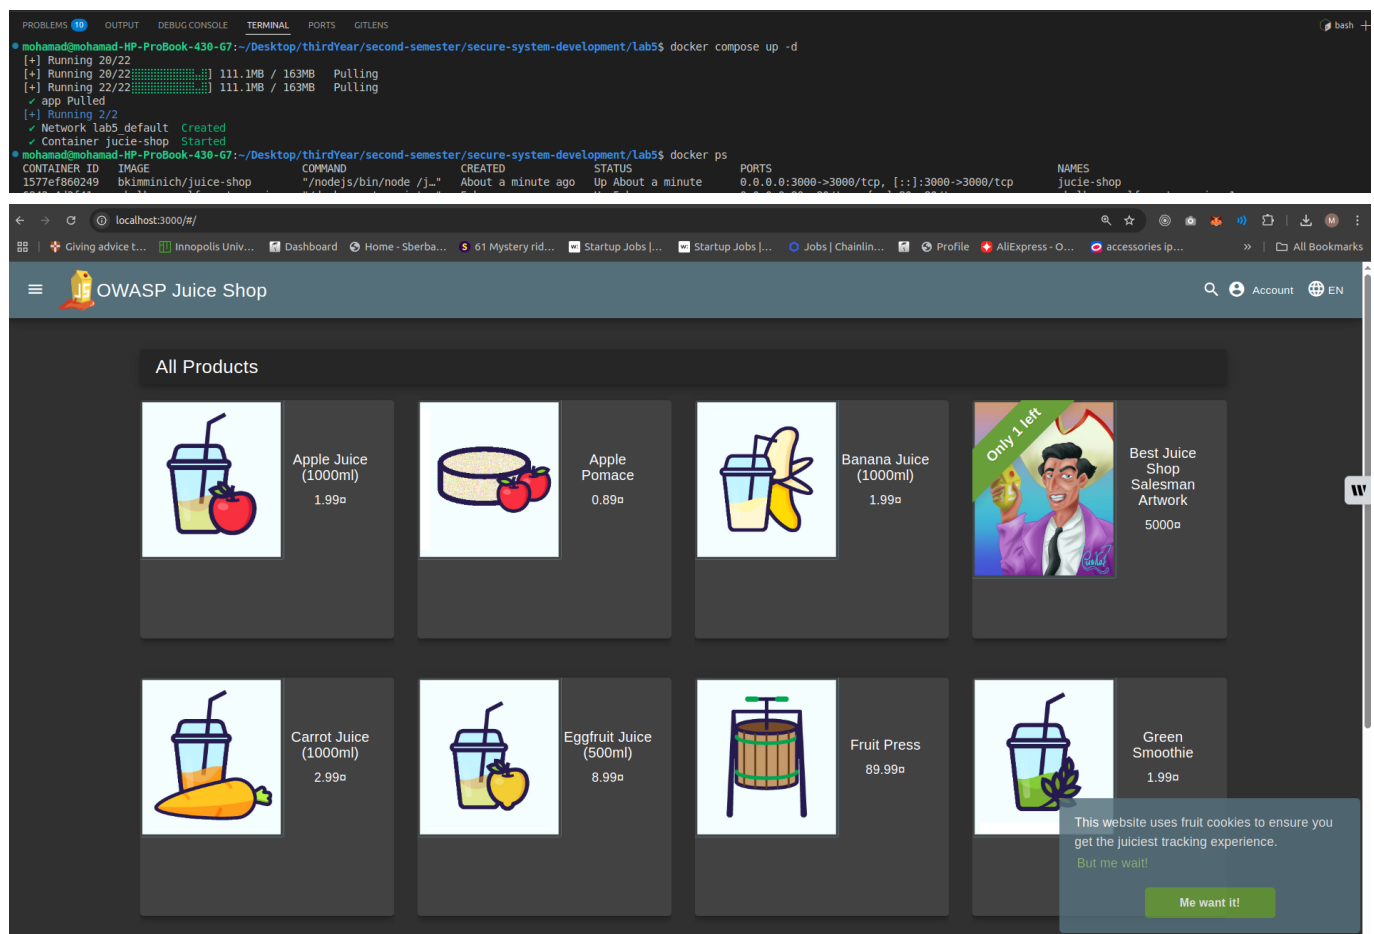 PROBLEMS 10 OUTPUT DEBUG CONSOLE TERMINAL PORTS GITLENS bash
mohamad@mohamad-HP-ProBook-430-G7:~/Desktop/thirdYear/second-semester/secure-system-development/lab5$ docker compose up -d
[+] Running 20/22
[+] Running 20/22 ] 111.1MB / 163MB Pulling
[+] Running 22/22 ] 111.1MB / 163MB Pulling
✔ app Pulled
[+] Running 2/2
✔ Network lab5_default Created
✔ Container jucie-shop Started
mohamad@mohamad-HP-ProBook-430-G7:~/Desktop/thirdYear/second-semester/secure-system-development/lab5$ docker ps
CONTAINER ID IMAGE COMMAND CREATED STATUS PORTS NAMES
1577ef860249 bkimminich/juice-shop "/nodejs/bin/node /j…" About a minute ago Up About a minute 0.0.0.0:3000->3000/tcp, [::]:3000->3000/tcp jucie-shop
localhost:3000/#/
M
Giving advice t... Innopolis Univ... Dashboard Home - Sberba... 61 Mystery rid... Startup Jobs |... Startup Jobs |... Jobs | Chainlin... Profile AliExpress - O... accessories ip... » All Bookmarks
OWASP Juice Shop Account EN
All Products
Apple Juice
(1000ml)
1.99¤
Apple
Pomace
0.89¤
Banana Juice
(1000ml)
1.99¤
Only 1 left
Best Juice
Shop
Salesman
Artwork
5000¤
Carrot Juice
(1000ml)
2.99¤
Eggfruit Juice
(500ml)
8.99¤
Fruit Press
89.99¤
Green
Smoothie
1.99¤
This website uses fruit cookies to ensure you
get the juiciest tracking experience.
But me wait!
Me want it!